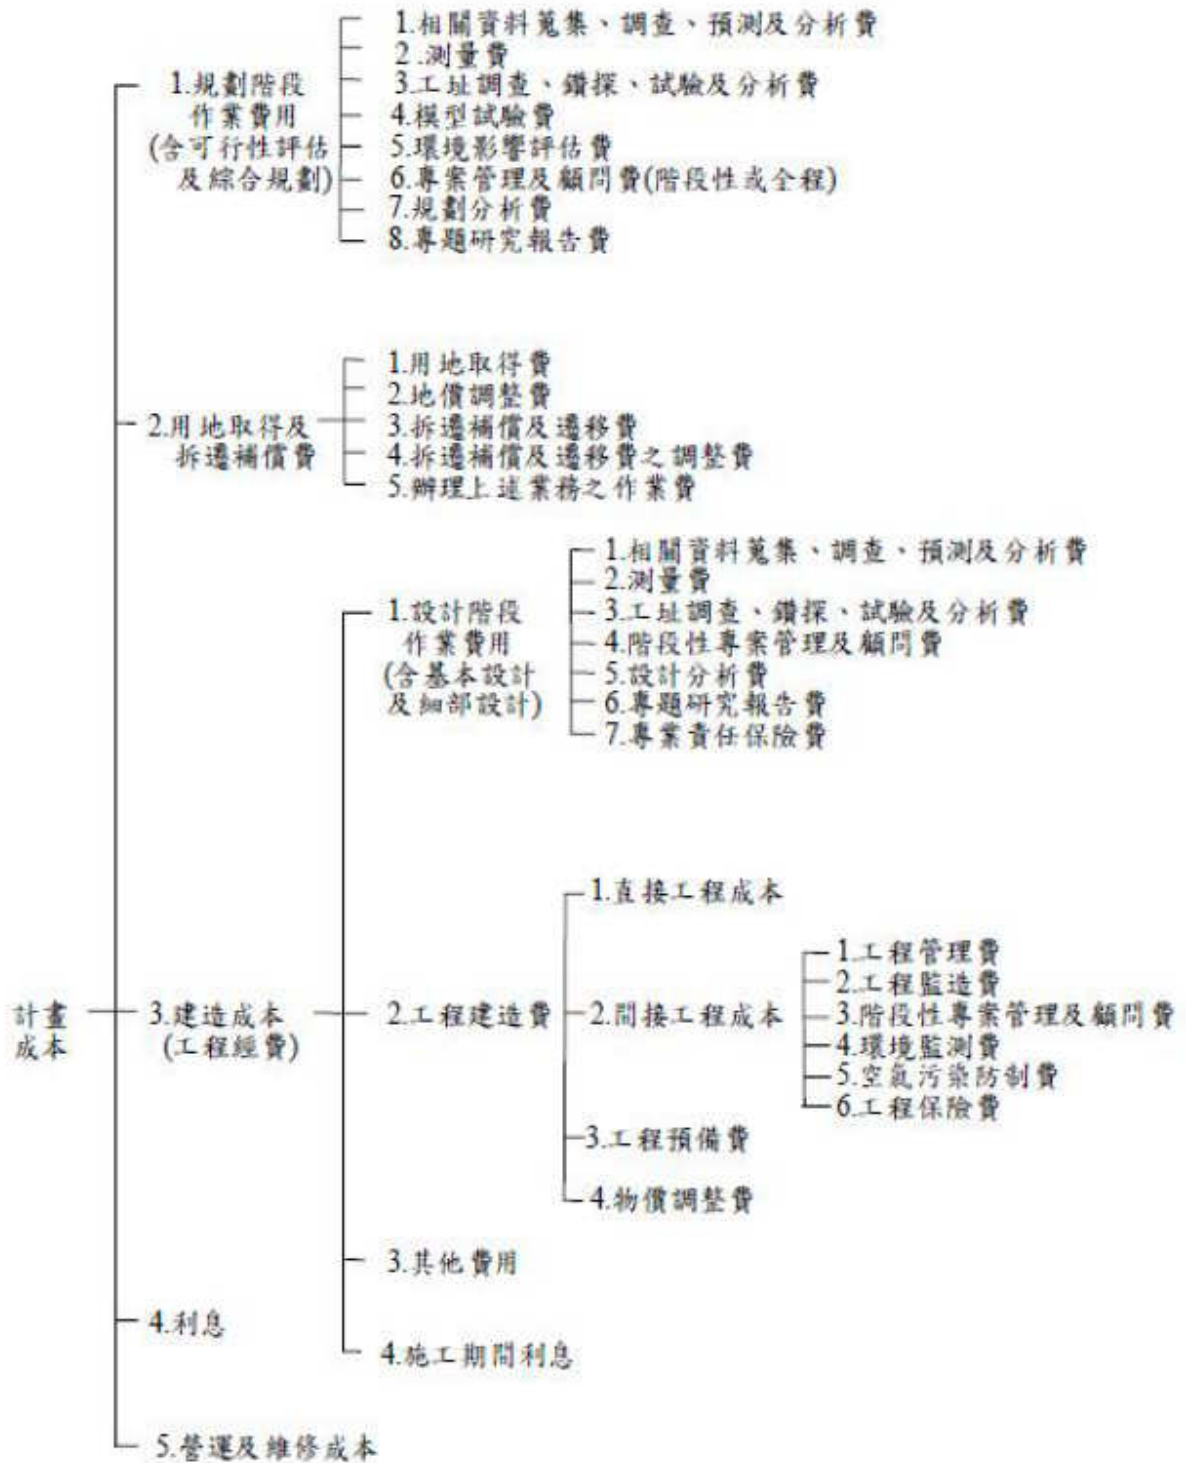 1.規劃階段
作業費用
(含可行性評估
及綜合規劃)
1.相關資料蒐集、調查、預測及分析費
2.測量費
3.工址調查、鑽探、試驗及分析費
4.模型試驗費
5.環境影響評估費
6.專案管理及顧問費(階段性或全程)
7.規劃分析費
8.專題研究報告費
2.用地取得及
拆遷補償費
1.用地取得費
2.地價調整費
3.拆遷補償及遷移費
4.拆遷補償及遷移費之調整費
5.辦理上述業務之作業費
計畫
成本
3.建造成本
(工程經費)
1.設計階段
作業費用
(含基本設計
及細部設計)
1.相關資料蒐集、調查、預測及分析費
2.測量費
3.工址調查、鑽探、試驗及分析費
4.階段性專案管理及顧問費
5.設計分析費
6.專題研究報告費
7.專業責任保險費
2.工程建造費
1.直接工程成本
2.間接工程成本
1.工程管理費
2.工程監造費
3.階段性專案管理及顧問費
4.環境監測費
5.空氣污染防制費
6.工程保險費
3.工程預備費
4.物價調整費
3.其他費用
4.施工期間利息
4.利息
5.營運及維修成本